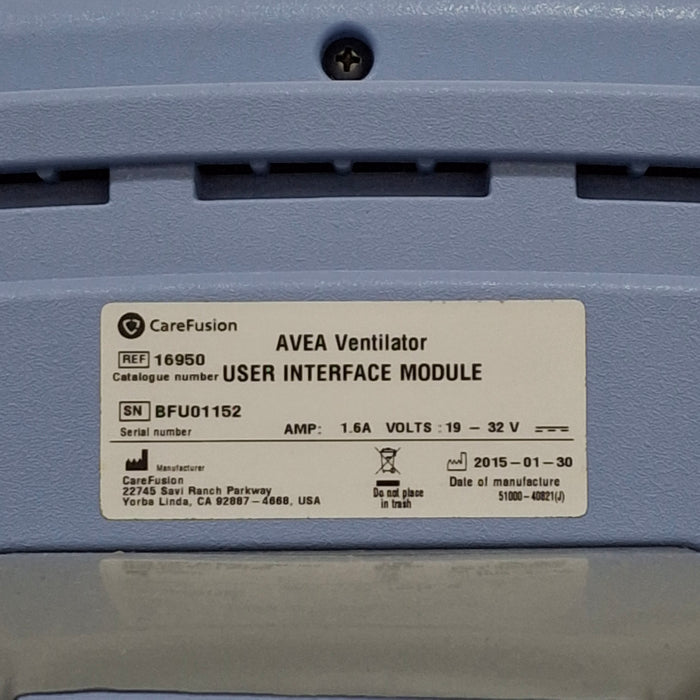 CareFusion
AVEA Ventilator
REF 16950
Catalogue number USER INTERFACE MODULE
SN BFU01152
Serial number
AMP: 1.6A VOLTS : 19 – 32 V
Manufacturer
CareFusion
22745 Savi Ranch Parkway
Yorba Linda, CA 92887–4668, USA
Do not place
in trash
2015–01–30
Date of manufacture
51000–40821(J)